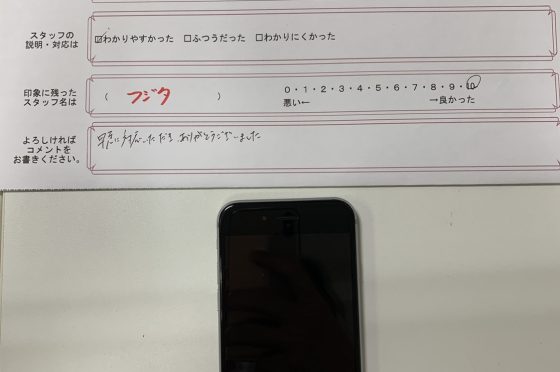 スタッフの
説明・対応は
☑わかりやすかった □ふつうだった □わかりにくかった
印象に残った
スタッフ名は
( フジタ )
0・1・2・3・4・5・6・7・8・9・10
悪い← →良かった
よろしければ
コメントを
お書きください。
早急に対応いただき ありがとうございました